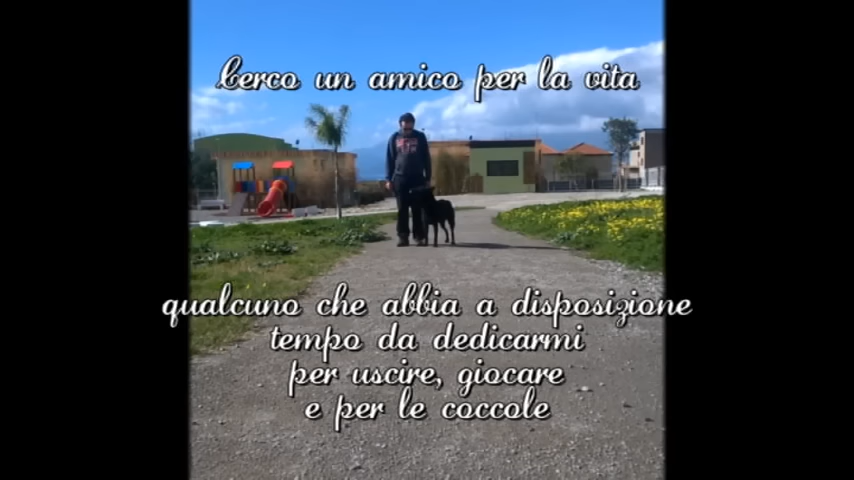 Cerco un amico per la vita
qualcuno che abbia a disposizione
tempo da dedicarmi
per uscire, giocare
e per le coccole